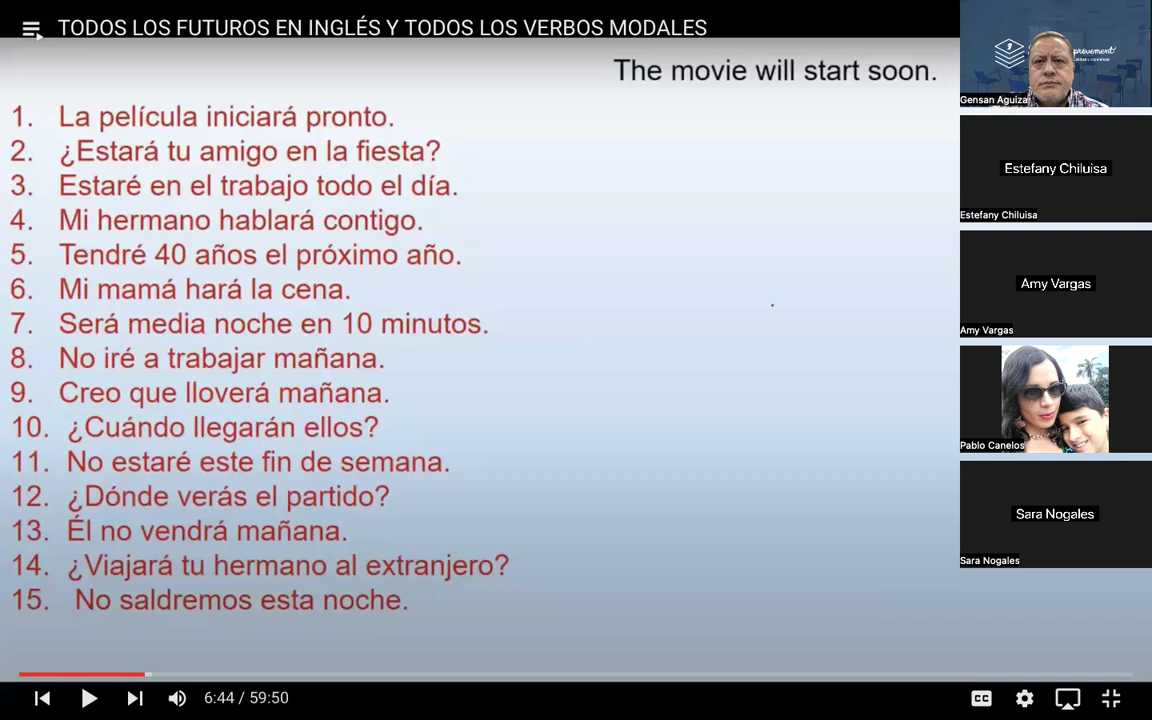 TODOS LOS FUTUROS EN INGLÉS Y TODOS LOS VERBOS MODALES
The movie will start soon.
1. La película iniciará pronto.
2. ¿Estará tu amigo en la fiesta?
3. Estaré en el trabajo todo el día.
4. Mi hermano hablará contigo.
5. Tendré 40 años el próximo año.
6. Mi mamá hará la cena.
7. Será media noche en 10 minutos.
8. No iré a trabajar mañana.
9. Creo que lloverá mañana.
10. ¿Cuándo llegarán ellos?
11. No estaré este fin de semana.
12. ¿Dónde verás el partido?
13. Él no vendrá mañana.
14. ¿Viajará tu hermano al extranjero?
15. No saldremos esta noche.
6:44 / 59:50
CC
Gensan Aguiza
Estefany Chiluisa
Estefany Chiluisa
Amy Vargas
Amy Vargas
Pablo Canelos
Sara Nogales
Sara Nogales